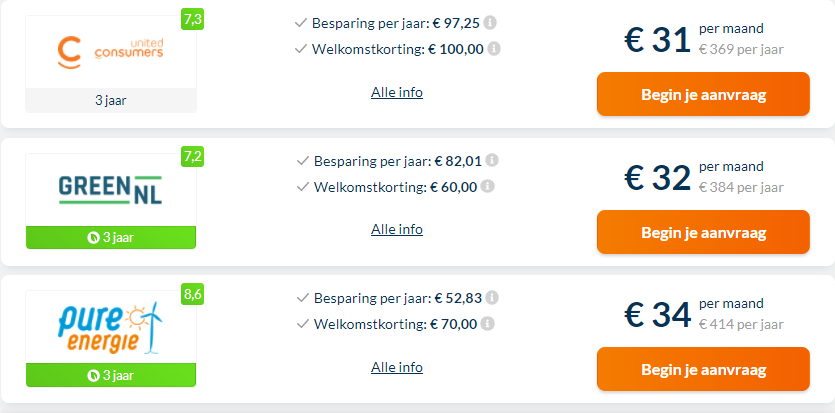 7,3
united
consumers
3 jaar
Besparing per jaar: € 97,25
Welkomstkorting: € 100,00
Alle info
€ 31 per maand
€ 369 per jaar
Begin je aanvraag
7,2
GREEN
NL
3 jaar
Besparing per jaar: € 82,01
Welkomstkorting: € 60,00
Alle info
€ 32 per maand
€ 384 per jaar
Begin je aanvraag
8,6
pure
energie
3 jaar
Besparing per jaar: € 52,83
Welkomstkorting: € 70,00
Alle info
€ 34 per maand
€ 414 per jaar
Begin je aanvraag